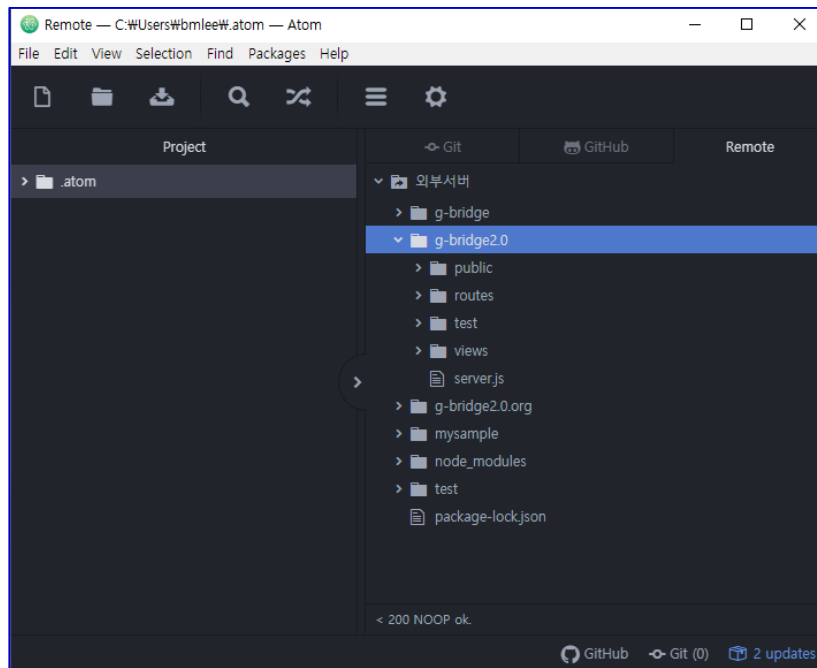 Remote — C:₩Users₩bmlee₩.atom — Atom
File Edit View Selection Find Packages Help
Project
Git GitHub Remote
.atom
외부서버
g-bridge
g-bridge2.0
public
routes
test
views
server.js
g-bridge2.0.org
mysample
node_modules
test
package-lock.json
< 200 NOOP ok.
GitHub Git (0) 2 updates